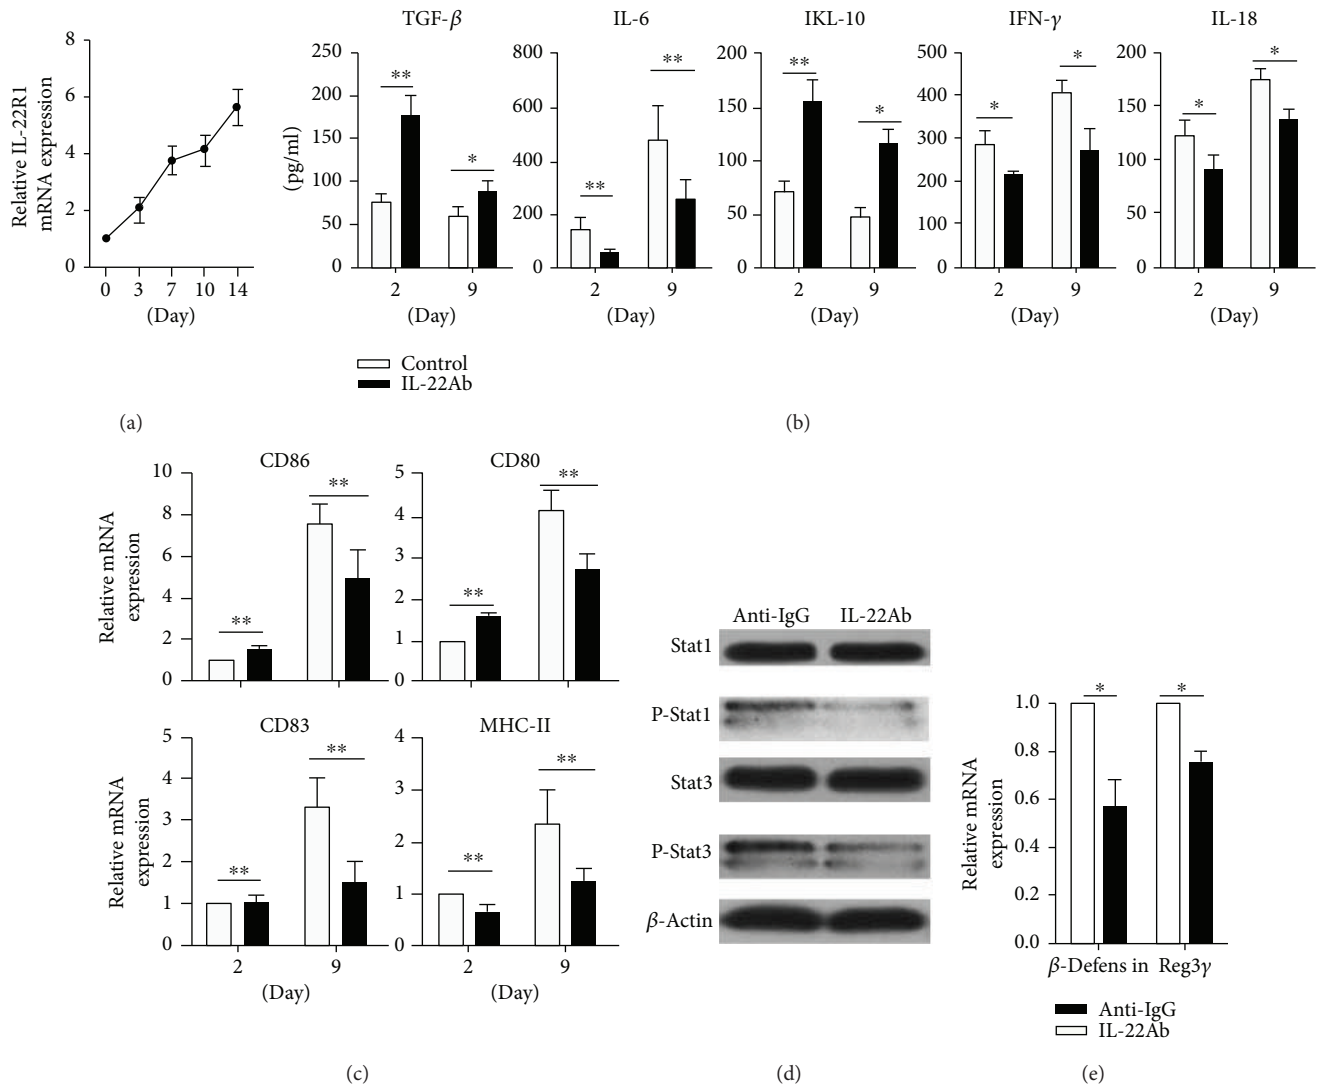 TGF-β
IL-6
IKL-10
IFN-γ
IL-18
Relative IL-22R1
mRNA expression
8
6
4
2
0
0 3 7 10 14
(Day)
(pg/ml)
250
200
150
100
50
0
** *
2 9
(Day)
800
600
400
200
0
** **
2 9
(Day)
200
150
100
50
0
** *
2 9
(Day)
500
400
300
200
100
0
* *
2 9
(Day)
200
150
100
50
0
* *
2 9
(Day)
Control
IL-22Ab
(a)
(b)
CD86
Relative mRNA
expression
10
8
6
4
2
0
** **
CD80
5
4
3
2
1
0
** **
CD83
Relative mRNA
expression
5
4
3
2
1
0
** **
2 9
(Day)
MHC-II
4
3
2
1
0
** **
2 9
(Day)
(c)
Anti-IgG IL-22Ab
Stat1
P-Stat1
Stat3
P-Stat3
β-Actin
(d)
Relative mRNA
expression
1.0
0.8
0.6
0.4
0.2
0.0
* *
β-Defens in Reg3γ
Anti-IgG
IL-22Ab
(e)